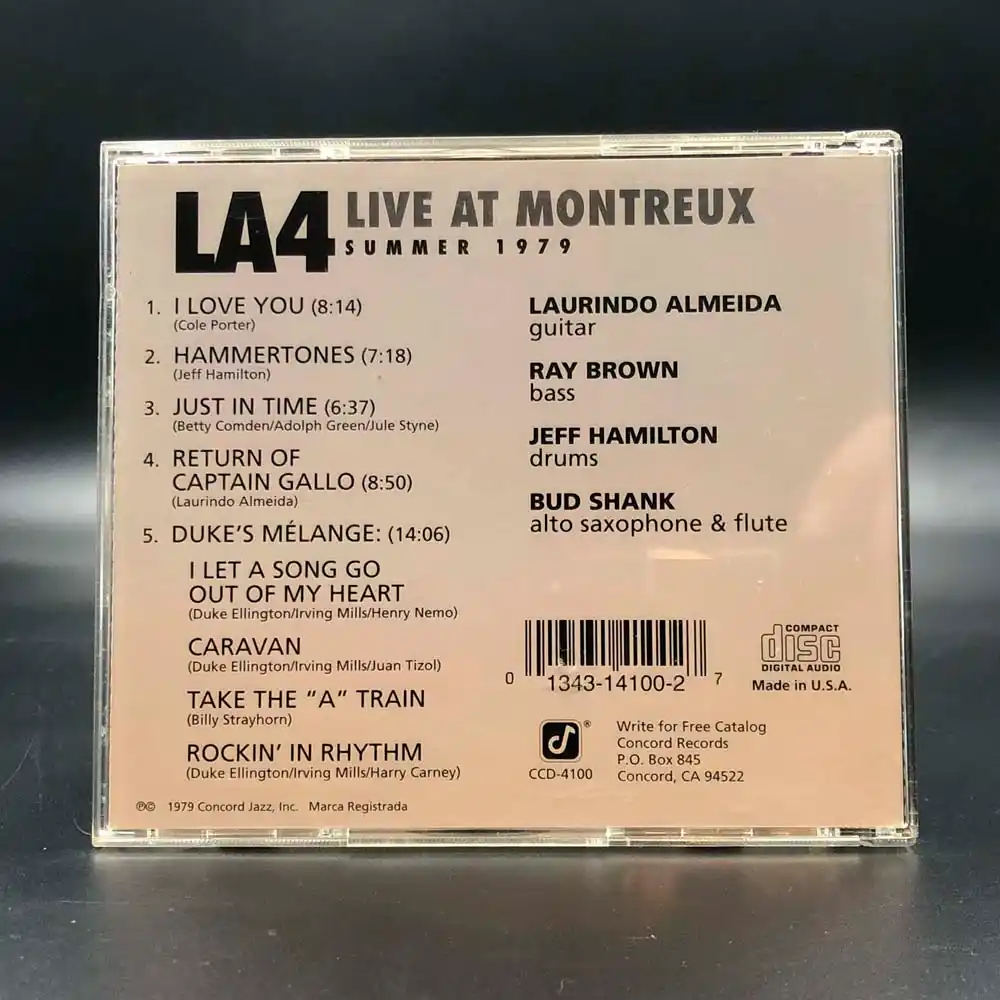 LA4 LIVE AT MONTREUX
SUMMER 1979
1. I LOVE YOU (8:14)
(Cole Porter)
2. HAMMERTONES (7:18)
(Jeff Hamilton)
3. JUST IN TIME (6:37)
(Betty Comden/Adolph Green/Jule Styne)
4. RETURN OF
CAPTAIN GALLO (8:50)
(Laurindo Almeida)
5. DUKE'S MÉLANGE: (14:06)
I LET A SONG GO
OUT OF MY HEART
(Duke Ellington/Irving Mills/Henry Nemo)
CARAVAN
(Duke Ellington/Irving Mills/Juan Tizol)
TAKE THE "A" TRAIN
(Billy Strayhorn)
ROCKIN' IN RHYTHM
(Duke Ellington/Irving Mills/Harry Carney)
℗© 1979 Concord Jazz, Inc. Marca Registrada
LAURINDO ALMEIDA
guitar
RAY BROWN
bass
JEFF HAMILTON
drums
BUD SHANK
alto saxophone & flute
0 1343-14100-2 7
COMPACT
disc
DIGITAL AUDIO
Made in U.S.A.
®
CCD-4100
Write for Free Catalog
Concord Records
P.O. Box 845
Concord, CA 94522